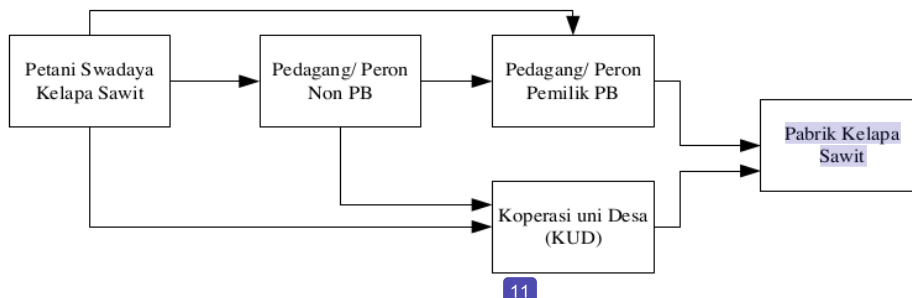 Petani Swadaya
Kelapa Sawit
Pedagang/ Peron
Non PB
Pedagang/ Peron
Pemilik PB
Pabrik Kelapa
Sawit
Koperasi uni Desa
(KUD)
11